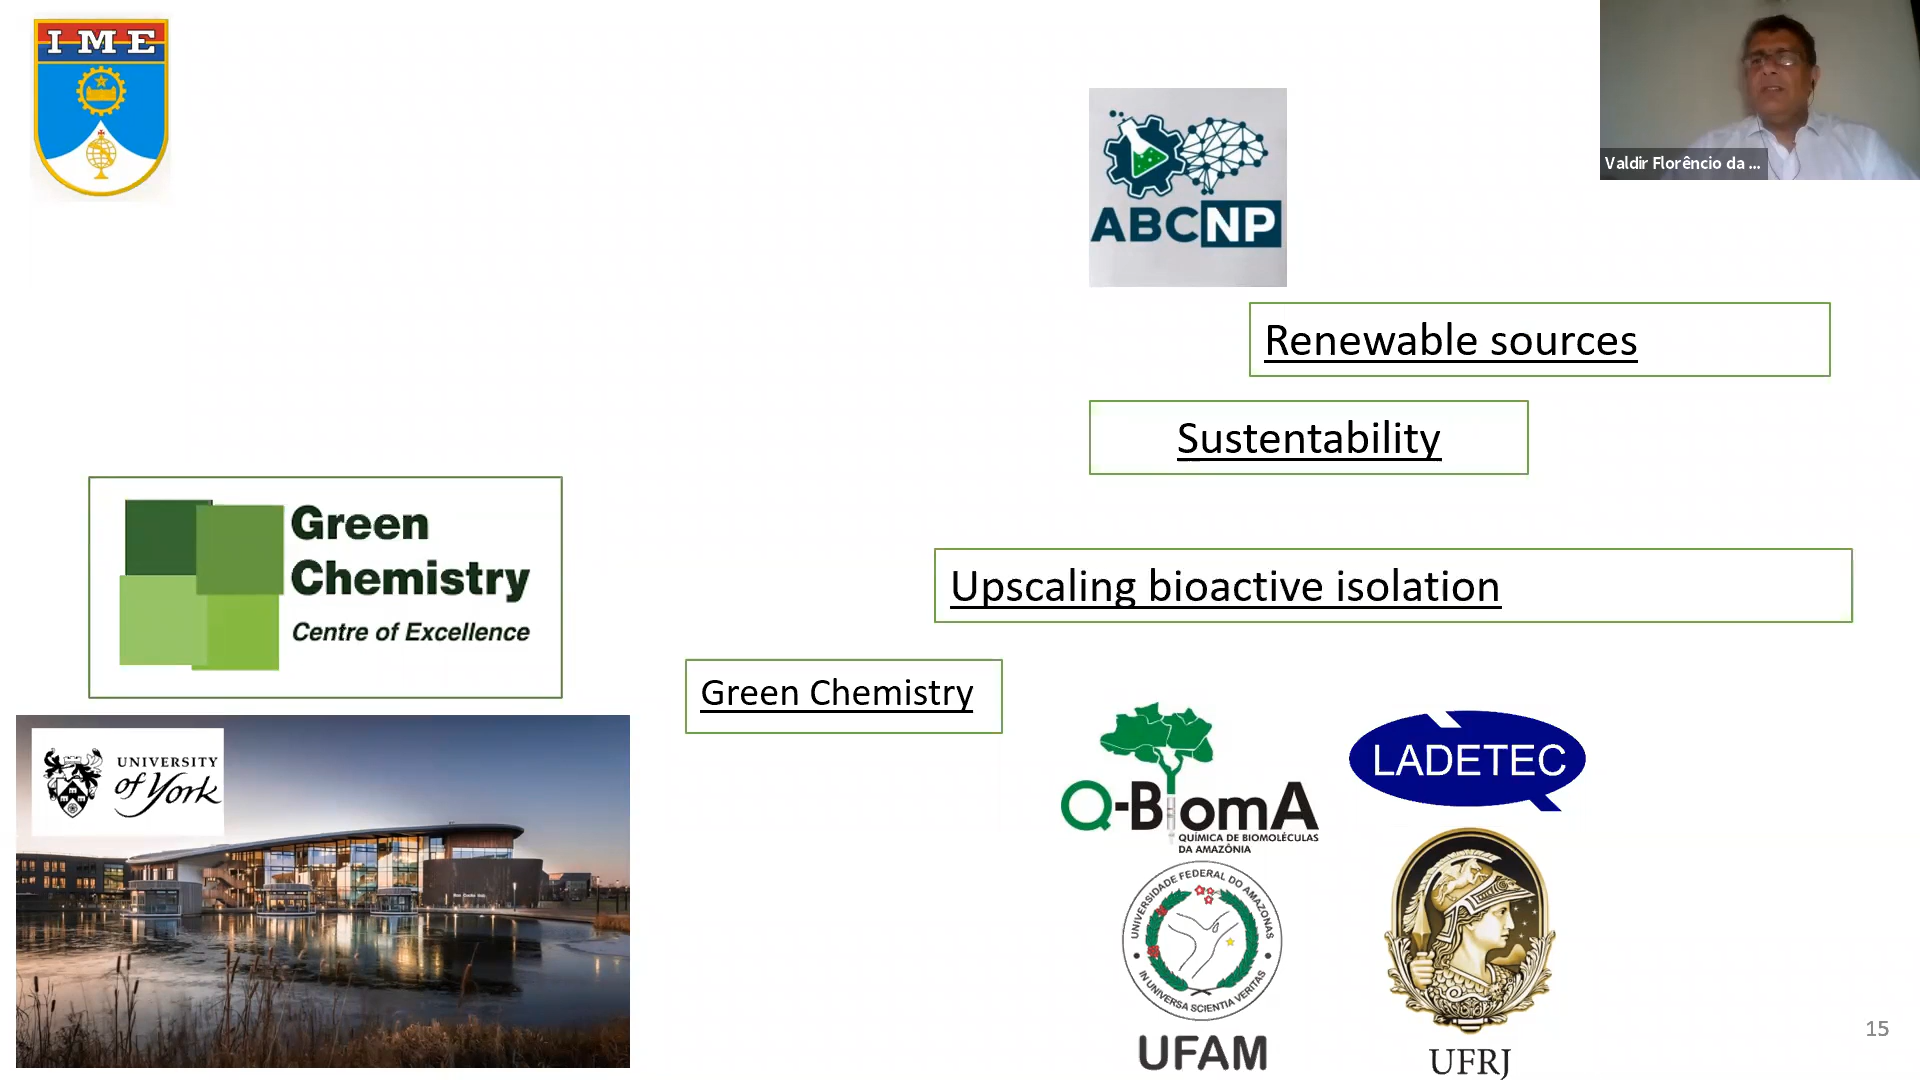 IME
Valdir Florêncio da ...
ABCNP
Renewable sources
Sustentability
Green
Chemistry
Centre of Excellence
Upscaling bioactive isolation
Green Chemistry
UNIVERSITY
of York
Q-BiomA
QUÍMICA DE BIOMOLÉCULAS
DA AMAZÔNIA
LADETEC
UNIVERSIDADE FEDERAL DO AMAZONAS
IN UNIVERSA SCIENTIA VERITAS
UFAM
UFRJ
15